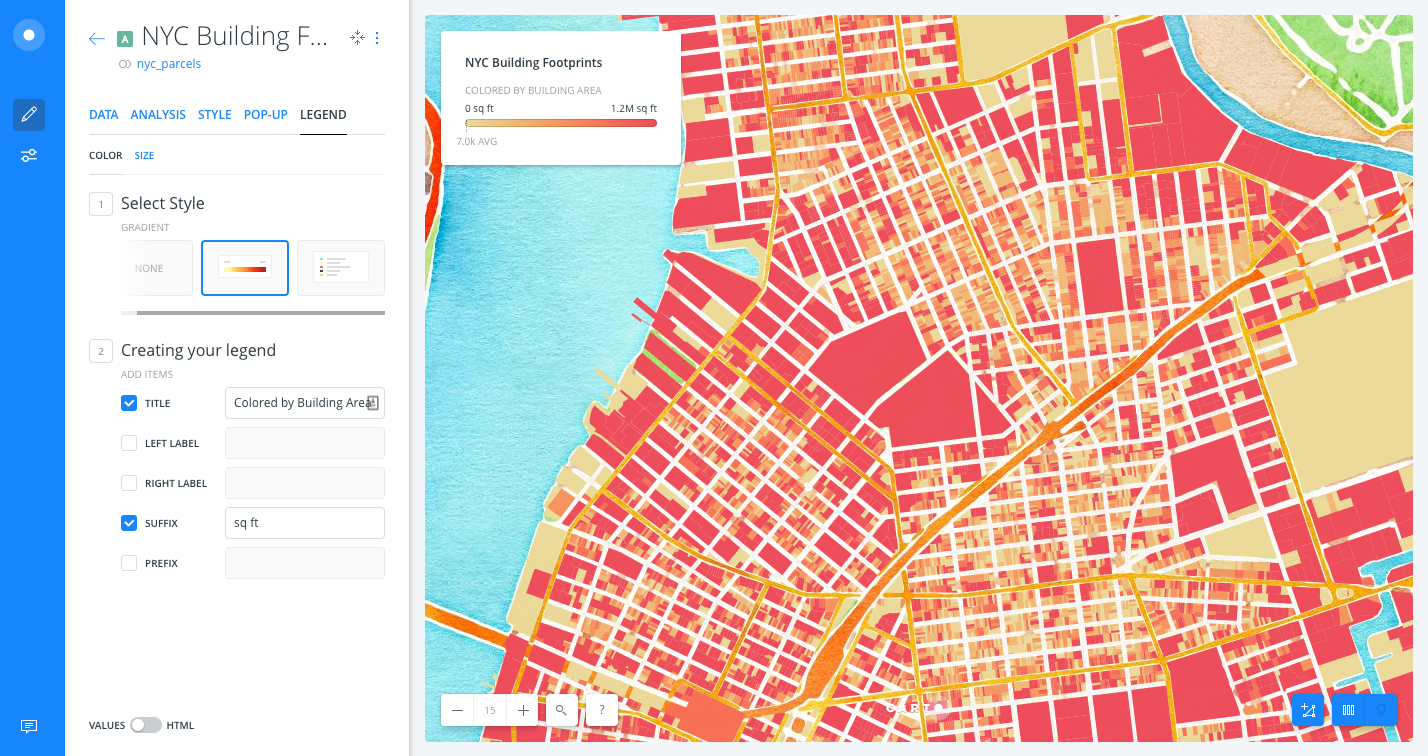 A NYC Building F...
nyc_parcels
DATA ANALYSIS STYLE POP-UP LEGEND
COLOR SIZE
1 Select Style
GRADIENT
NONE
2 Creating your legend
ADD ITEMS
TITLE Colored by Building Area
LEFT LABEL
RIGHT LABEL
SUFFIX sq ft
PREFIX
VALUES HTML
NYC Building Footprints
COLORED BY BUILDING AREA
0 sq ft 1.2M sq ft
7.0k AVG
15
?
CARTO